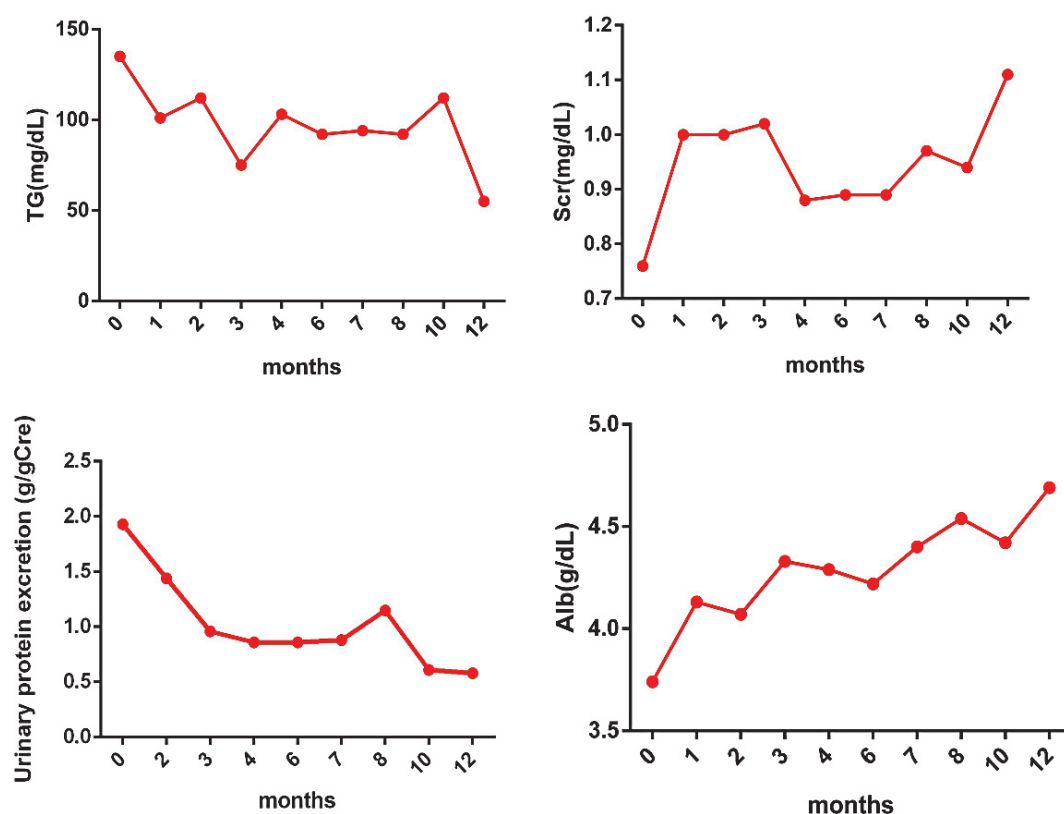 TG(mg/dL)
150
100
50
0
0 1 2 3 4 6 7 8 10 12
months
Scr(mg/dL)
1.2
1.1
1.0
0.9
0.8
0.7
0 1 2 3 4 6 7 8 10 12
months
Urinary protein excretion (g/gCre)
2.5
2.0
1.5
1.0
0.5
0.0
0 2 3 4 6 7 8 10 12
months
Alb(g/dL)
5.0
4.5
4.0
3.5
0 1 2 3 4 6 7 8 10 12
months